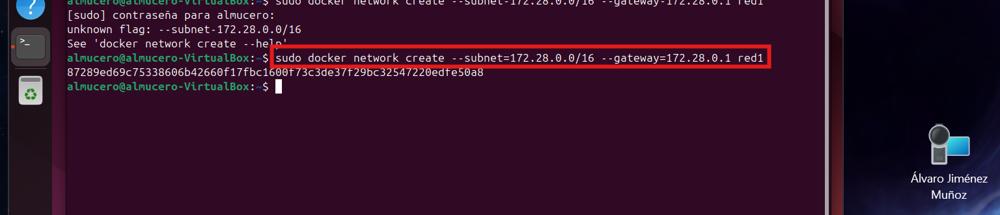 almucero@almucero-VirtualBox:~$ sudo docker network create --subnet-172.28.0.0/16 --gateway-172.28.0.1 red1
[sudo] contraseña para almucero:
unknown flag: --subnet-172.28.0.0/16
See 'docker network create --help'
almucero@almucero-VirtualBox:~$ sudo docker network create --subnet=172.28.0.0/16 --gateway=172.28.0.1 red1
87289ed69c75338606b42660f17fbc1600f73c3de37f29bc32547220edfe50a8
almucero@almucero-VirtualBox:~$
?
>_
Álvaro Jiménez
Muñoz